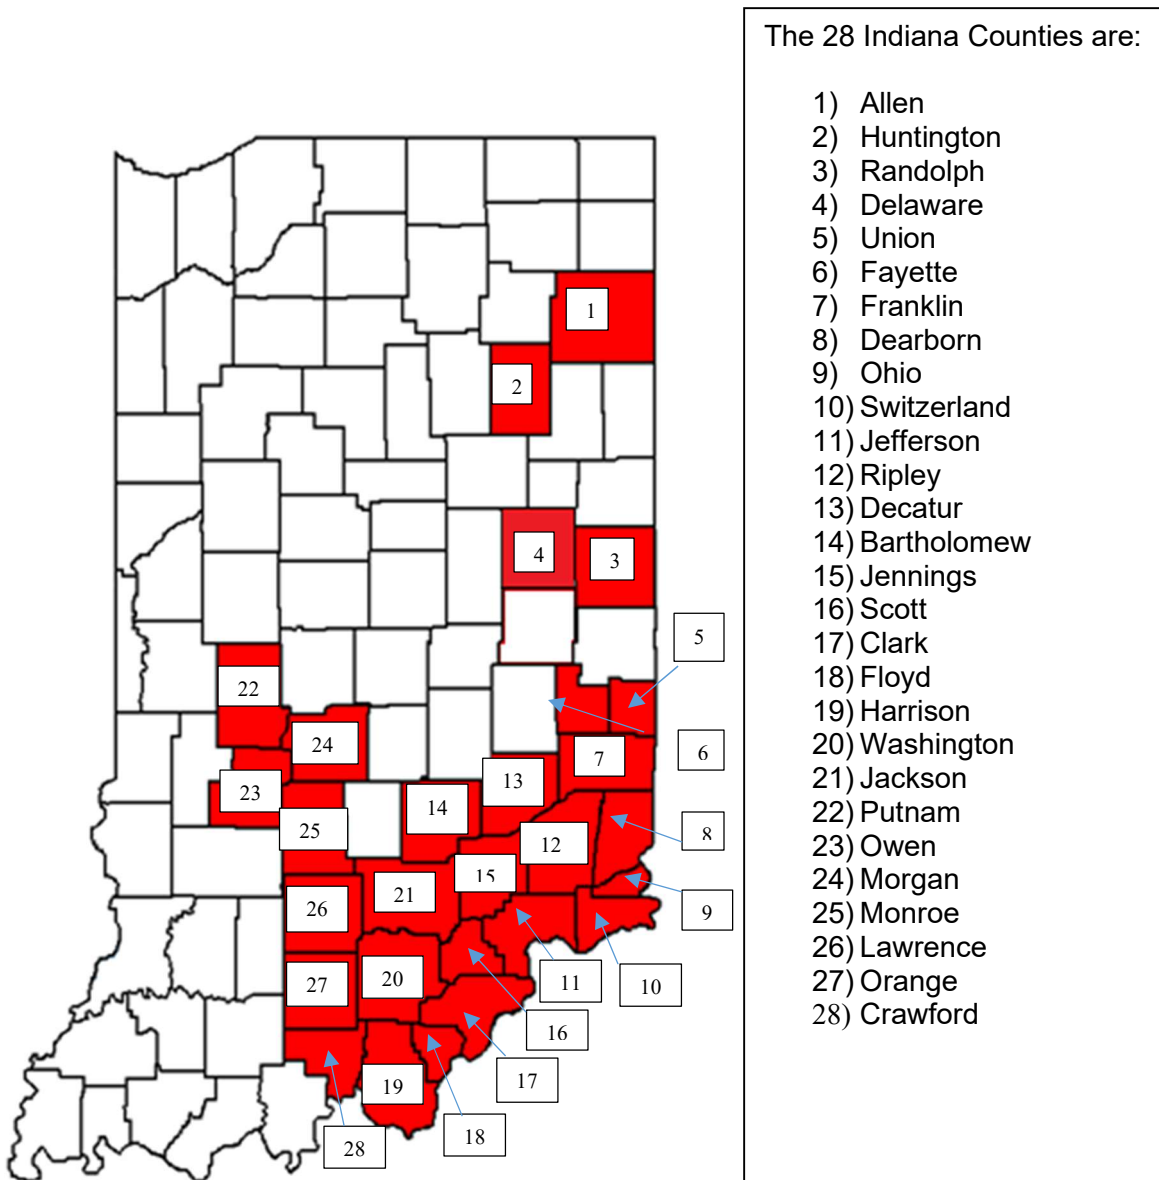 The 28 Indiana Counties are:
1) Allen
2) Huntington
3) Randolph
4) Delaware
5) Union
6) Fayette
7) Franklin
8) Dearborn
9) Ohio
10) Switzerland
11) Jefferson
12) Ripley
13) Decatur
14) Bartholomew
15) Jennings
16) Scott
17) Clark
18) Floyd
19) Harrison
20) Washington
21) Jackson
22) Putnam
23) Owen
24) Morgan
25) Monroe
26) Lawrence
27) Orange
28) Crawford
1
2
4
3
5
22
24
6
7
13
23
14
25
12
8
15
21
26
9
20
27
11
10
16
17
19
18
28